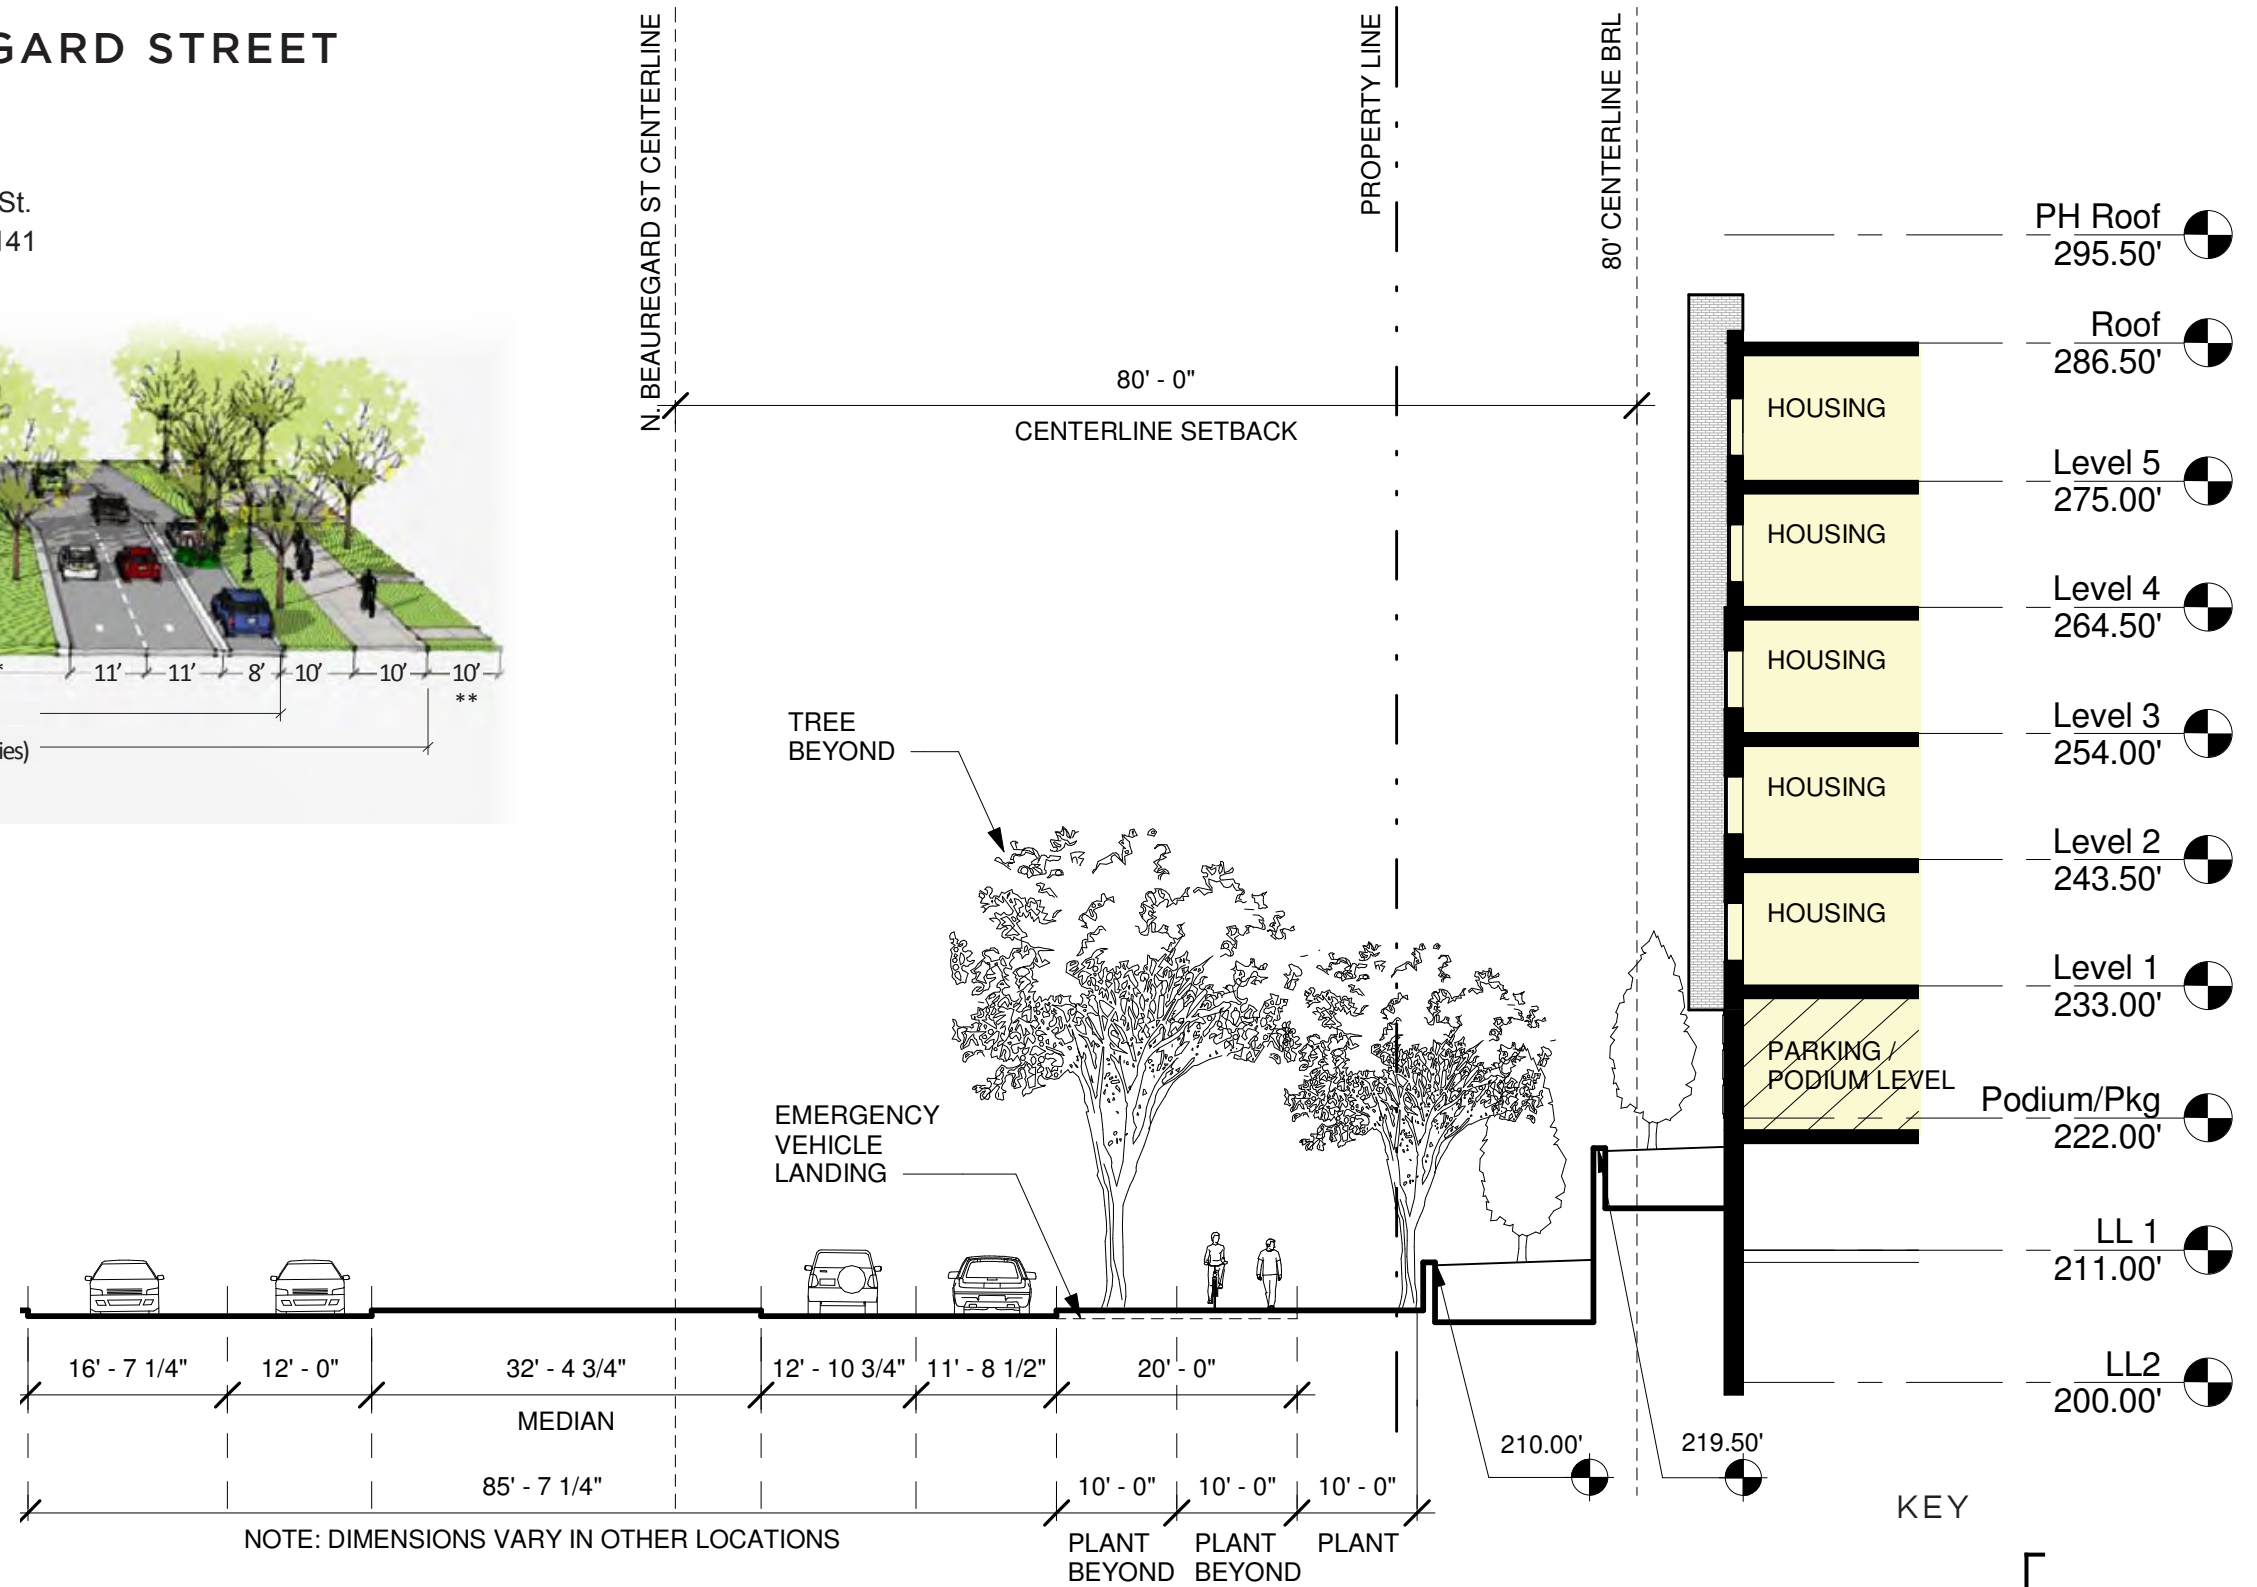 GARD STREET
St.
141
11' 11' 8' 10' 10' 10'
**
ies)
N. BEAUREGARD ST CENTERLINE
PROPERTY LINE
80' CENTERLINE BRL
80' - 0"
CENTERLINE SETBACK
PH Roof
295.50'
Roof
286.50'
HOUSING
Level 5
275.00'
HOUSING
Level 4
264.50'
HOUSING
Level 3
254.00'
HOUSING
Level 2
243.50'
HOUSING
Level 1
233.00'
PARKING /
PODIUM LEVEL
Podium/Pkg
222.00'
LL 1
211.00'
LL2
200.00'
TREE
BEYOND
EMERGENCY
VEHICLE
LANDING
16' - 7 1/4" 12' - 0" 32' - 4 3/4" 12' - 10 3/4" 11' - 8 1/2" 20' - 0"
MEDIAN
210.00' 219.50'
85' - 7 1/4" 10' - 0" 10' - 0" 10' - 0"
NOTE: DIMENSIONS VARY IN OTHER LOCATIONS
PLANT
BEYOND
PLANT
BEYOND
PLANT
KEY